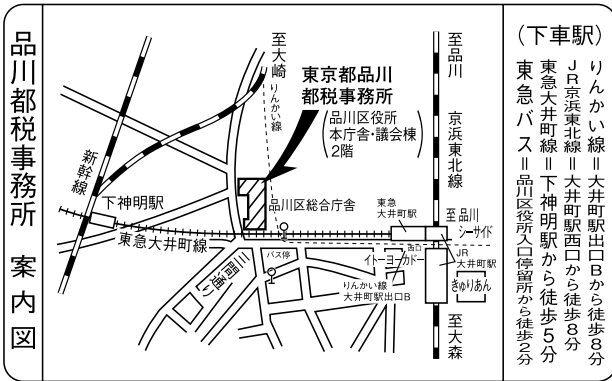 品川都税事務所 案内図
至大崎
りんかい線
東京都品川
都税事務所
(品川区役所
本庁舎・議会棟
2階)
至品川
京浜東北線
新幹線
下神明駅
品川区総合庁舎
東急
大井町駅
至品川
シーサイド
東急大井町線
バス停
西口
イトーヨーカドー
JR
大井町駅
三間通り
りんかい線
大井町駅出口B
きゅりあん
至大森
(下車駅)
りんかい線=大井町駅出口Bから徒歩8分
JR京浜東北線=大井町駅西口から徒歩8分
東急大井町線=下神明駅から徒歩5分
東急バス=品川区役所入口停留所から徒歩2分